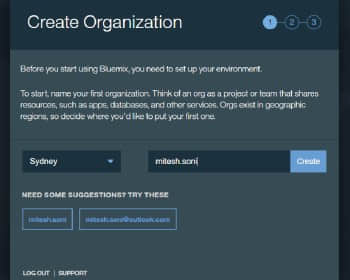 Create Organization
1 2 3
Before you start using Bluemix, you need to set up your environment.
To start, name your first organization. Think of an org as a project or team that shares
resources, such as apps, databases, and other services. Orgs exist in geographic
regions, so decide where you'd like to put your first one.
Sydney mitesh.soni Create
NEED SOME SUGGESTIONS? TRY THESE
mitesh.soni mitesh.soni@outlook.com
LOG OUT | SUPPORT